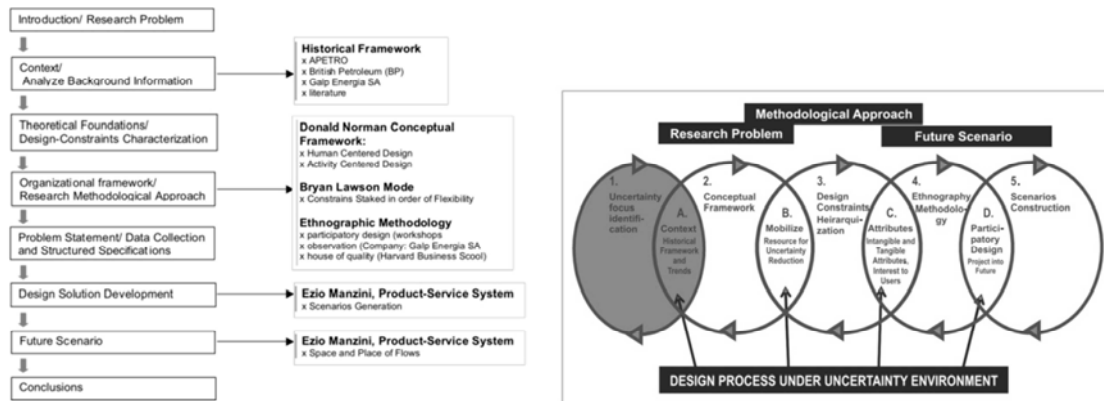 Introduction/ Research Problem
Context/
Analyze Background Information
Theoretical Foundations/
Design-Constraints Characterization
Organizational framework/
Research Methodological Approach
Problem Statement/ Data Collection
and Structured Specifications
Design Solution Development
Future Scenario
Conclusions
Historical Framework
x APETRO
x British Petroleum (BP)
x Galp Energia SA
x literature
Donald Norman Conceptual
Framework:
x Human Centered Design
x Activity Centered Design
Bryan Lawson Mode
x Constrains Staked in order of Flexibility
Ethnographic Methodology
x participatory design (workshops
x observation (Company: Galp Energia SA
x house of quality (Harvard Business Scool)
Ezio Manzini, Product-Service System
x Scenarios Generation
Ezio Manzini, Product-Service System
x Space and Place of Flows
Methodological Approach
Research Problem
Future Scenario
1.
Uncertainty
focus
identifi-
cation
A.
Context
Historical
Framework
and
Trends
2.
Conceptual
Framework
B.
Mobilize
Resource for
Uncertainty
Reduction
3.
Design
Constraints
Heirarqui-
zation
C.
Attributes
Intangible and
Tangible
Attributes,
Interest to
Users
4.
Ethnography
Methodolo-
gy
D.
Partici-
patory
Design
Project into
Future
5.
Scenarios
Construction
DESIGN PROCESS UNDER UNCERTAINTY ENVIRONMENT